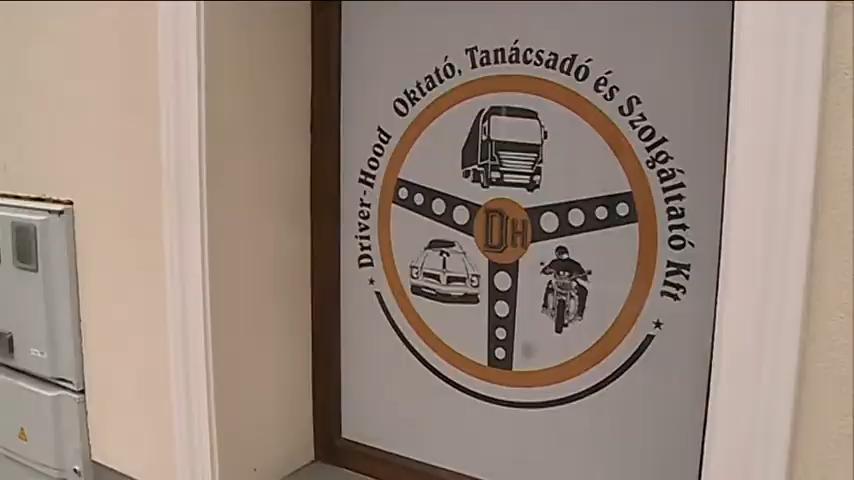 Driver-Hood Oktató, Tanácsadó és Szolgáltató Kft
DH